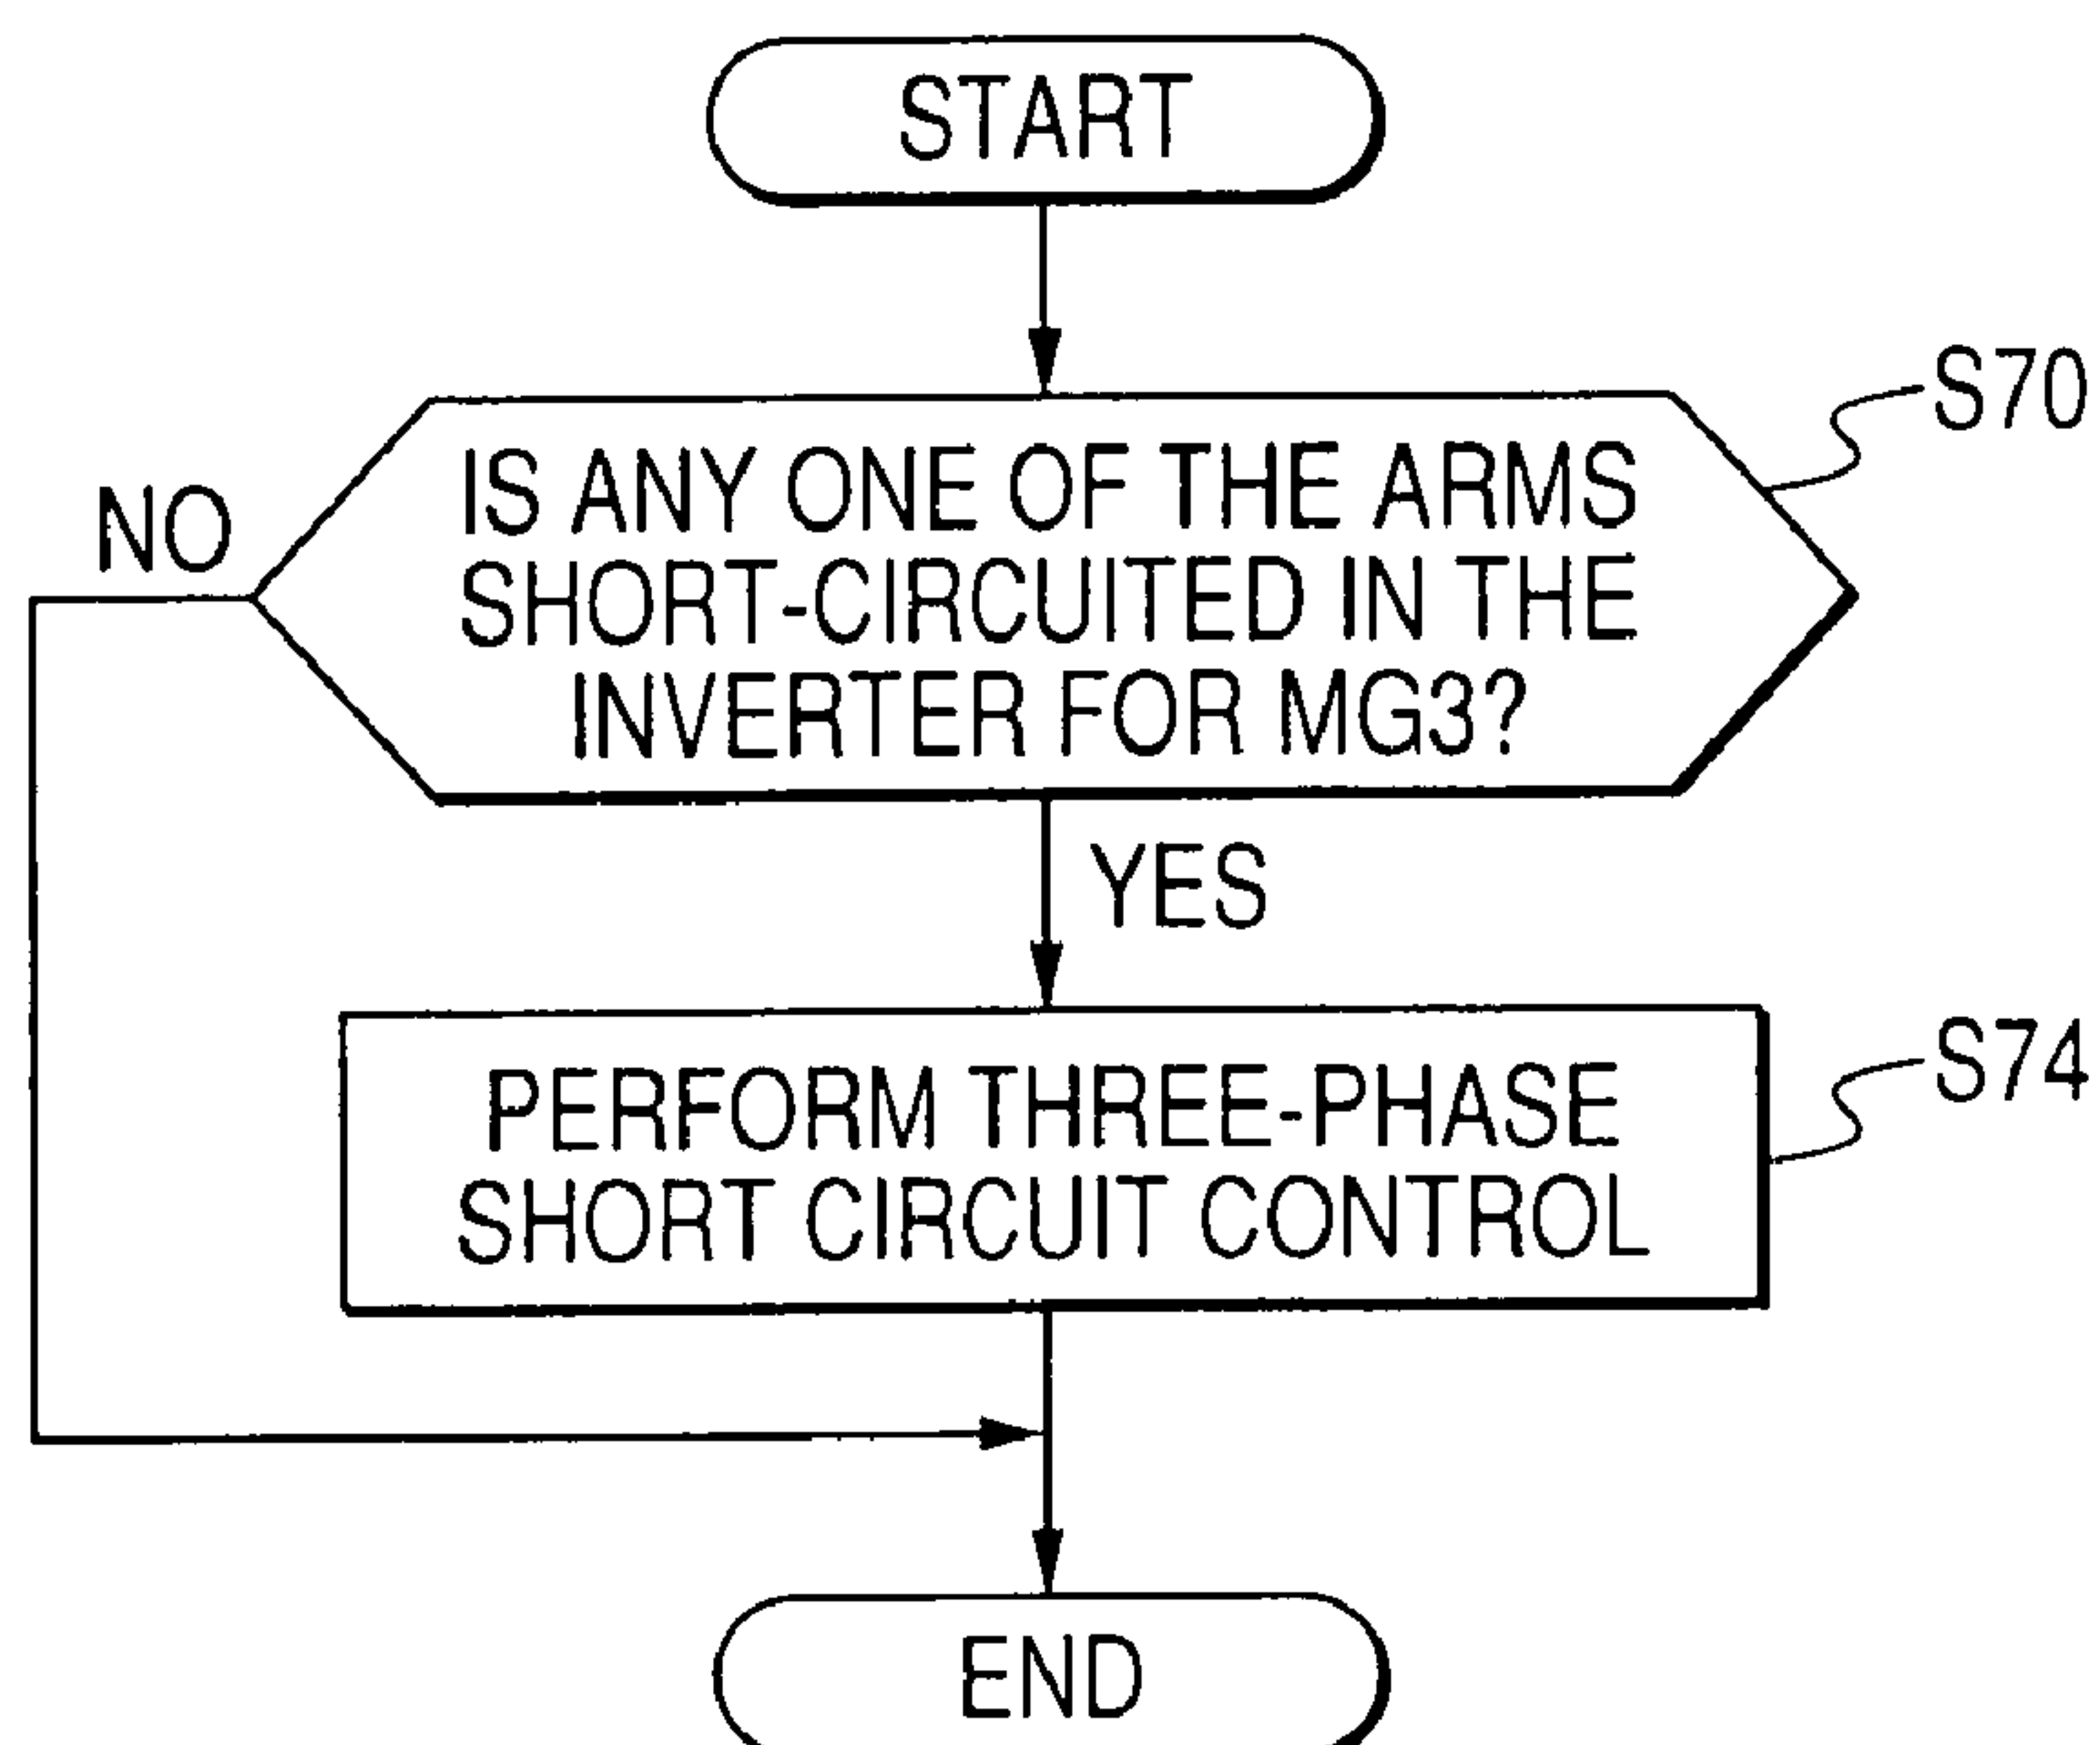 START
S70
IS ANY ONE OF THE ARMS
NO
SHORT-CIRCUITED IN THE
INVERTER FOR MG3?
YES
S74
PERFORM THREE-PHASE
SHORT CIRCUIT CONTROL
END